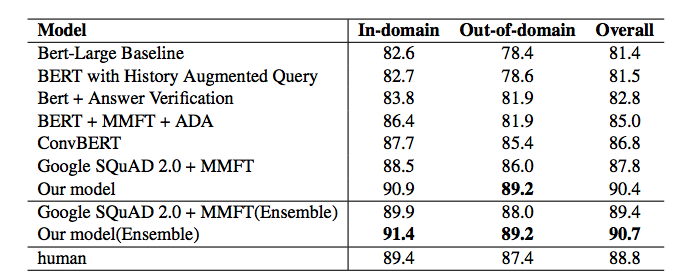 Model In-domain Out-of-domain Overall
Bert-Large Baseline 82.6 78.4 81.4
BERT with History Augmented Query 82.7 78.6 81.5
Bert + Answer Verification 83.8 81.9 82.8
BERT + MMFT + ADA 86.4 81.9 85.0
ConvBERT 87.7 85.4 86.8
Google SQuAD 2.0 + MMFT 88.5 86.0 87.8
Our model 90.9 89.2 90.4
Google SQuAD 2.0 + MMFT(Ensemble) 89.9 88.0 89.4
Our model(Ensemble) 91.4 89.2 90.7
human 89.4 87.4 88.8